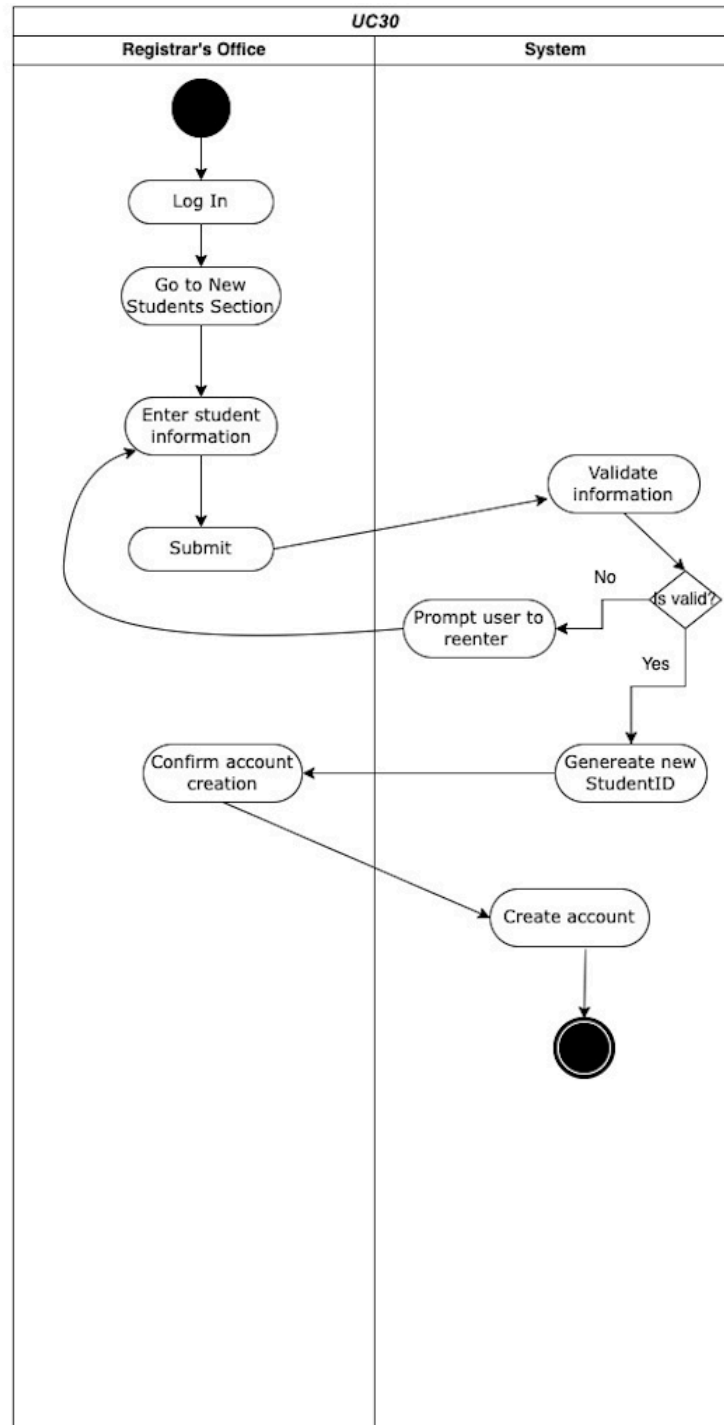 UC30
Registrar's Office
System
Log In
Go to New
Students Section
Enter student
information
Submit
Validate
information
Is valid?
No
Prompt user to
reenter
Yes
Genereate new
StudentID
Confirm account
creation
Create account